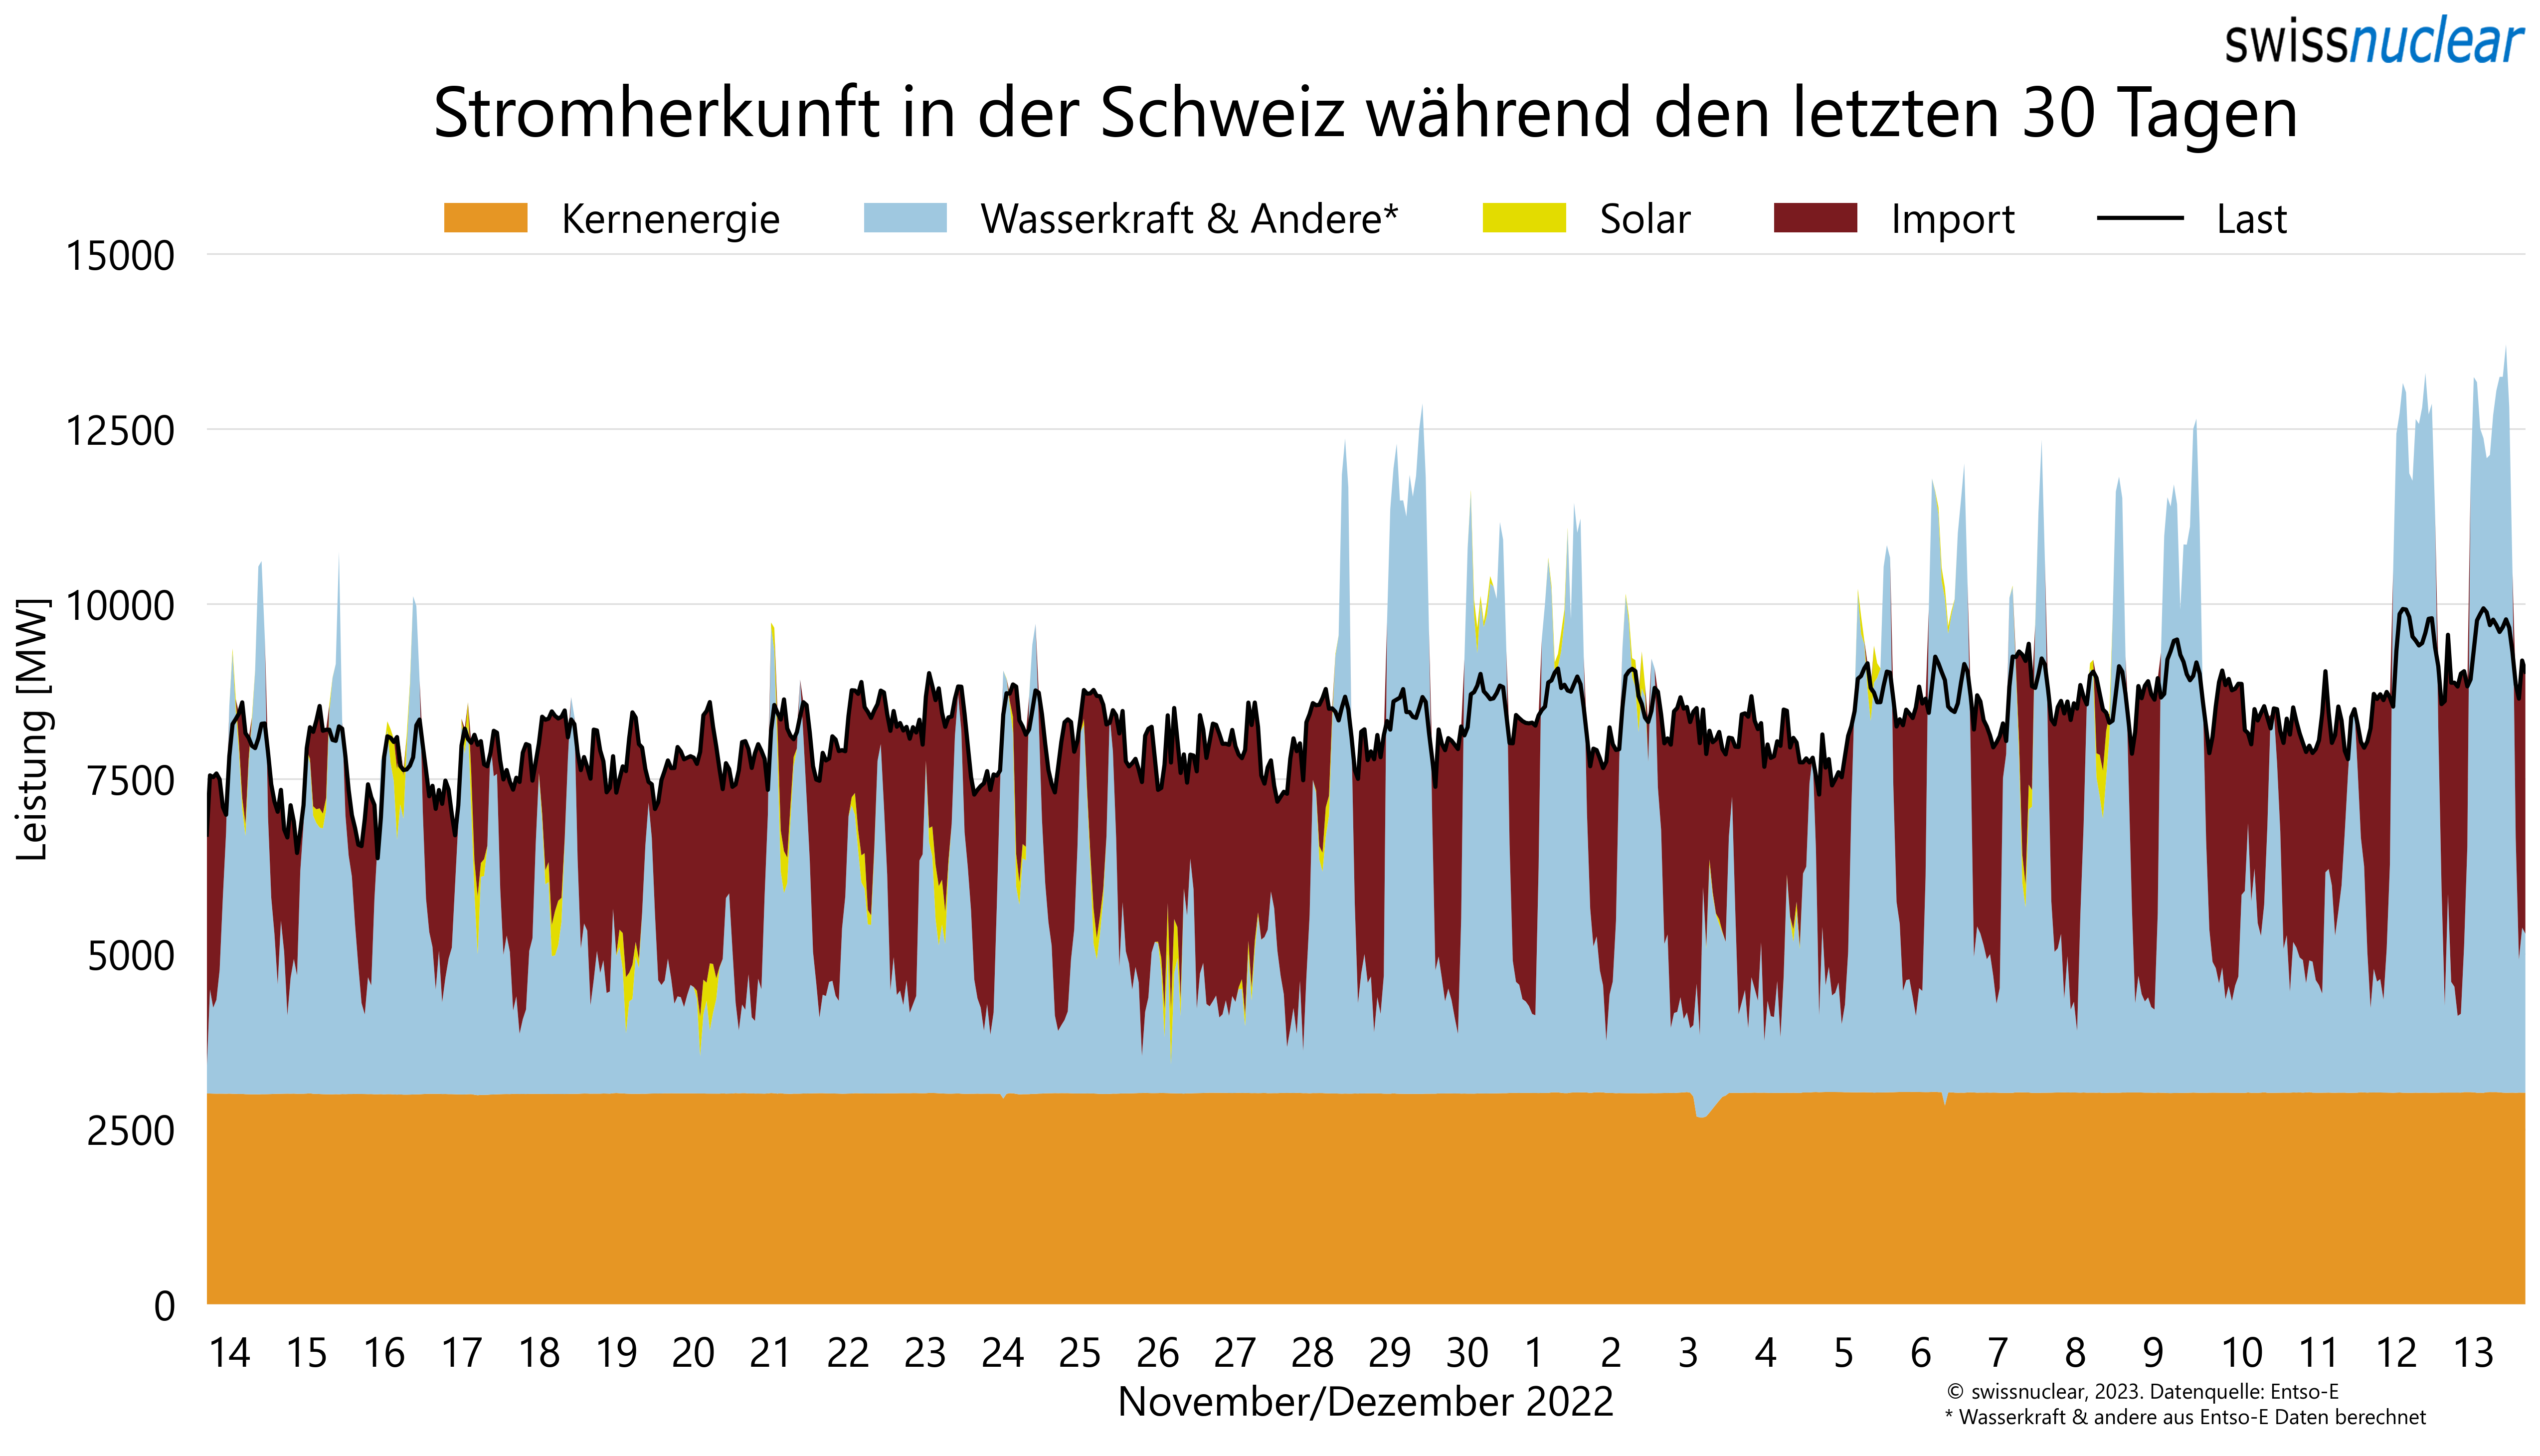 swissnuclear
Stromherkunft in der Schweiz während den letzten 30 Tagen
Kernenergie Wasserkraft & Andere* Solar Import Last
15000
12500
10000
7500
5000
2500
0
Leistung [MW]
14 15 16 17 18 19 20 21 22 23 24 25 26 27 28 29 30 1 2 3 4 5 6 7 8 9 10 11 12 13
November/Dezember 2022
© swissnuclear, 2023. Datenquelle: Entso-E
* Wasserkraft & andere aus Entso-E Daten berechnet